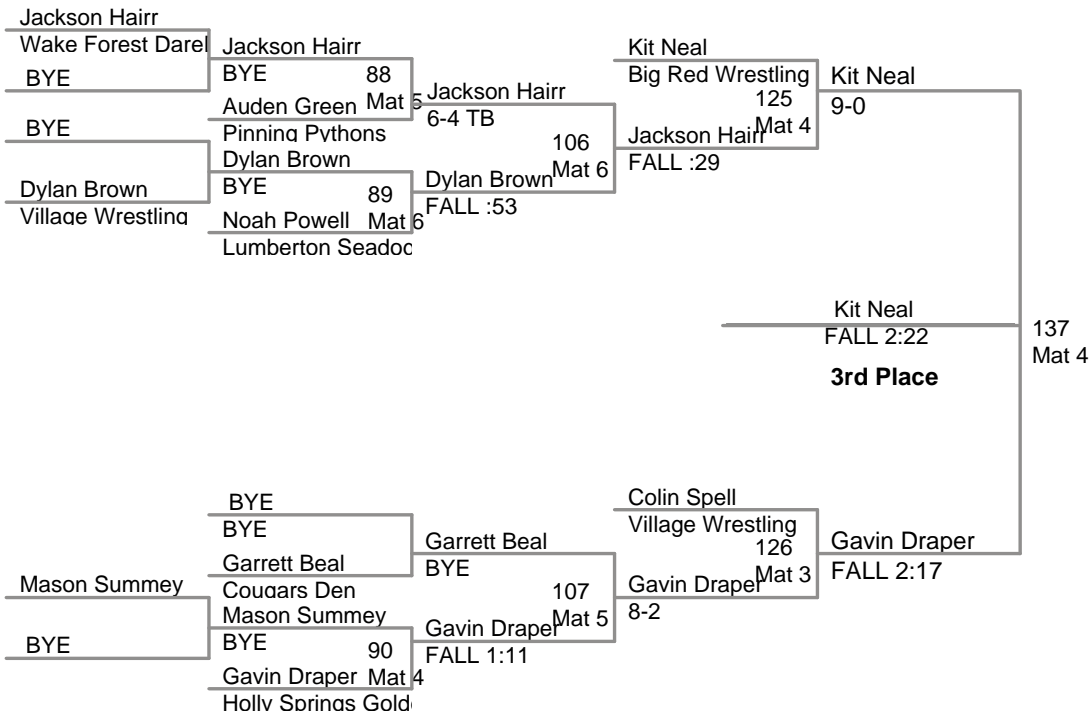 Jackson Hairr
Wake Forest Darel
BYE
BYE
Dylan Brown
Village Wrestling
Jackson Hairr
BYE
88
Mat 5
Auden Green
Pinning Pythons
Dylan Brown
BYE
89
Mat 6
Noah Powell
Lumberton Seadog
Jackson Hairr
6-4 TB
106
Mat 6
Dylan Brown
FALL :53
Kit Neal
Big Red Wrestling
125
Mat 4
Jackson Hairr
FALL :29
Kit Neal
9-0
Kit Neal
FALL 2:22
3rd Place
137
Mat 4
Mason Summey
BYE
BYE
BYE
Garrett Beal
Cougars Den
Mason Summey
BYE
90
Mat 4
Gavin Draper
Holly Springs Gold
Garrett Beal
BYE
107
Mat 5
Gavin Draper
FALL 1:11
Colin Spell
Village Wrestling
126
Mat 3
Gavin Draper
8-2
Gavin Draper
FALL 2:17